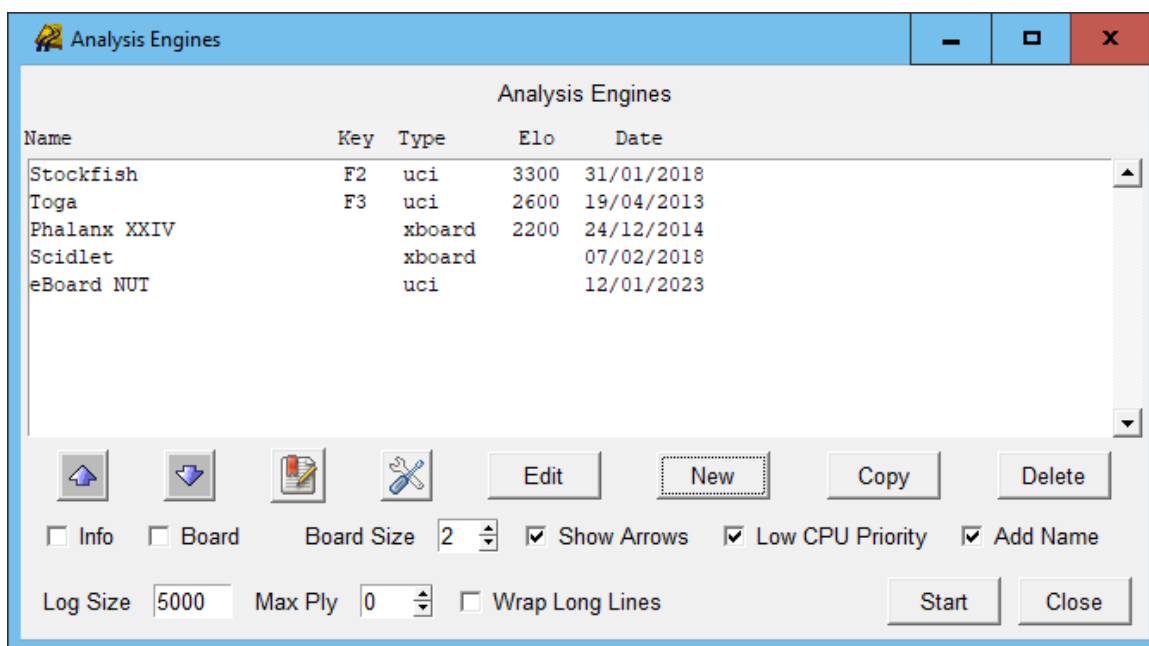 Analysis Engines
Analysis Engines
Name Key Type Elo Date
Stockfish F2 uci 3300 31/01/2018
Toga F3 uci 2600 19/04/2013
Phalanx XXIV xboard 2200 24/12/2014
Scidlet xboard 07/02/2018
eBoard NUT uci 12/01/2023
Edit New Copy Delete
Info Board Board Size 2 Show Arrows Low CPU Priority Add Name
Log Size 5000 Max Ply 0 Wrap Long Lines Start Close